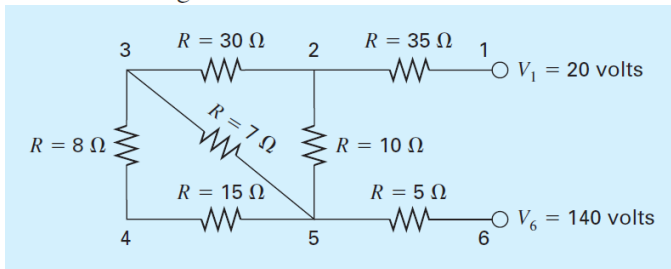 R = 30 Ω
R = 35 Ω
3
2
1
V₁ = 20 volts
R = 7 Ω
R = 8 Ω
R = 10 Ω
R = 15 Ω
R = 5 Ω
V₆ = 140 volts
4
5
6